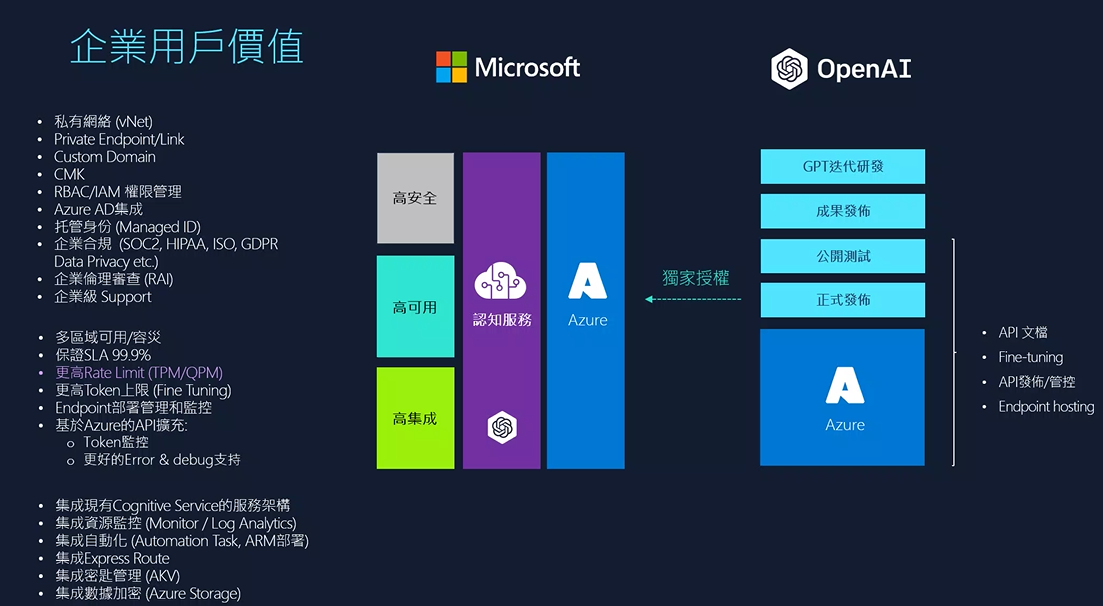 企業用戶價值
Microsoft
OpenAI
• 私有網絡 (vNet)
• Private Endpoint/Link
• Custom Domain
• CMK
• RBAC/IAM 權限管理
• Azure AD集成
• 托管身份 (Managed ID)
• 企業合規 (SOC2, HIPAA, ISO, GDPR
Data Privacy etc.)
• 企業倫理審查 (RAI)
• 企業級 Support
• 多區域可用/容災
• 保證SLA 99.9%
• 更高Rate Limit (TPM/QPM)
• 更高Token上限 (Fine Tuning)
• Endpoint部署管理和監控
• 基於Azure的API擴充:
o Token監控
o 更好的Error & debug支持
• 集成現有Cognitive Service的服務架構
• 集成資源監控 (Monitor / Log Analytics)
• 集成自動化 (Automation Task, ARM部署)
• 集成Express Route
• 集成密匙管理 (AKV)
• 集成數據加密 (Azure Storage)
高安全
高可用
高集成
認知服務
Azure
獨家授權
GPT迭代研發
成果發佈
公開測試
正式發佈
Azure
• API 文檔
• Fine-tuning
• API發佈/管控
• Endpoint hosting